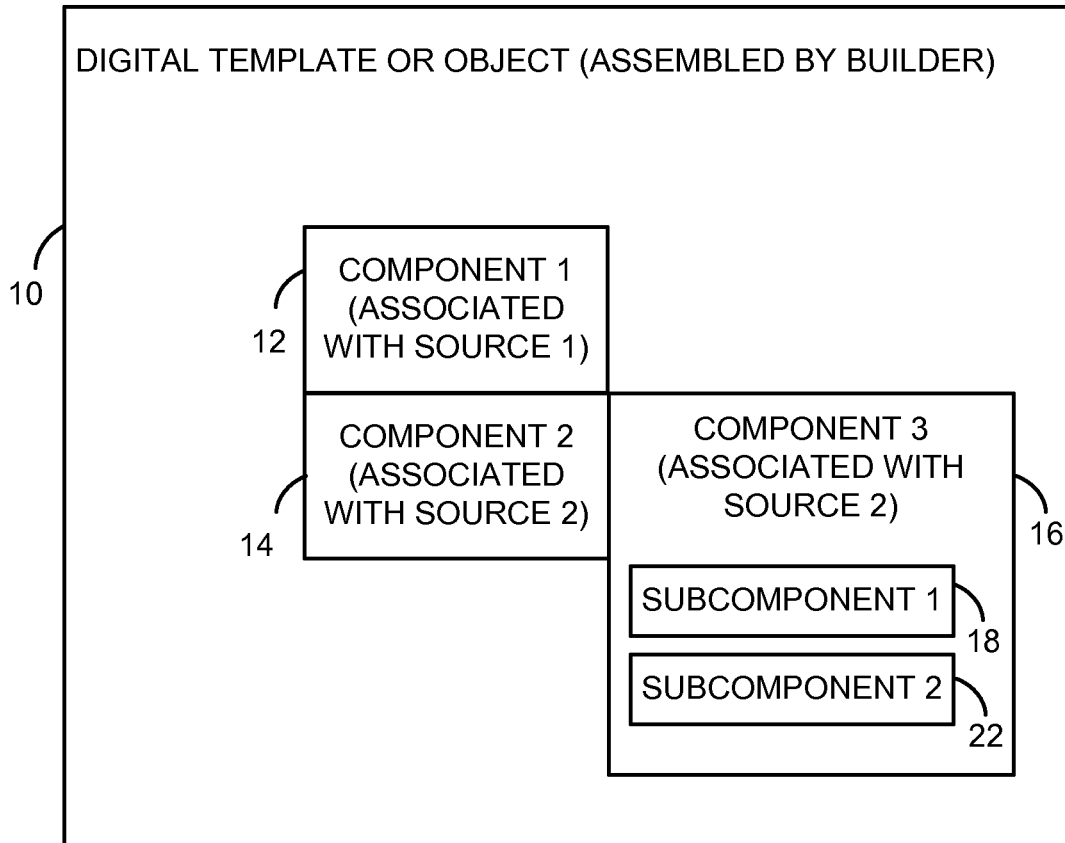 DIGITAL TEMPLATE OR OBJECT (ASSEMBLED BY BUILDER)
10
COMPONENT 1
(ASSOCIATED
WITH SOURCE 1)
12
COMPONENT 2
(ASSOCIATED
WITH SOURCE 2)
14
COMPONENT 3
(ASSOCIATED WITH
SOURCE 2)
16
SUBCOMPONENT 1
18
SUBCOMPONENT 2
22